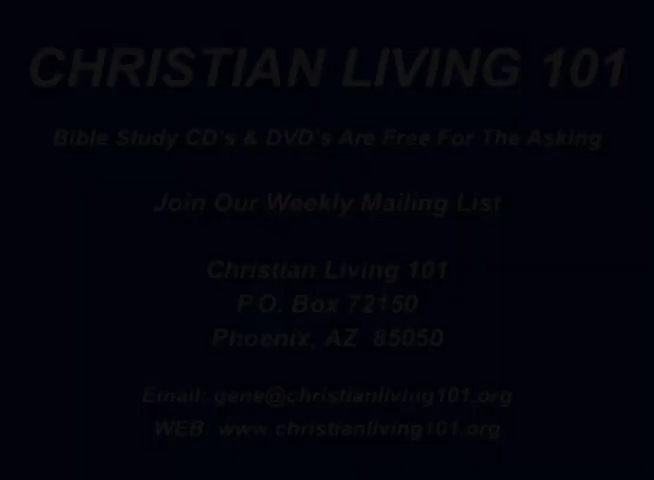 CHRISTIAN LIVING 101
Bible Study CD's & DVD's Are Free For The Asking
Join Our Weekly Mailing List
Christian Living 101
P.O. Box 72150
Phoenix, AZ 85050
Email: gene@christianliving101.org
WEB: www.christianliving101.org